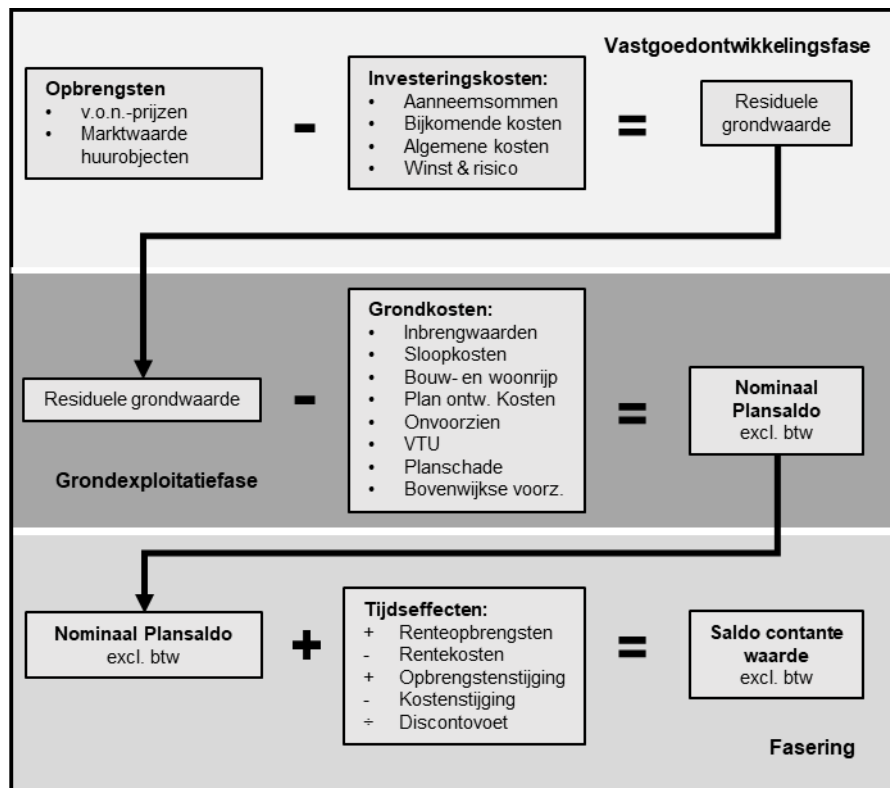 Vastgoedontwikkelingsfase
Opbrengsten
• v.o.n.-prijzen
• Marktwaarde
huurobjecten
-
Investeringskosten:
• Aanneemsommen
• Bijkomende kosten
• Algemene kosten
• Winst & risico
=
Residuele
grondwaarde
Residuele grondwaarde
-
Grondkosten:
• Inbrengwaarden
• Sloopkosten
• Bouw- en woonrijp
• Plan ontw. Kosten
• Onvoorzien
• VTU
• Planschade
• Bovenwijkse voorz.
=
Nominaal
Plansaldo
excl. btw
Grondexploitatiefase
Nominaal Plansaldo
excl. btw
+
Tijdseffecten:
+ Renteopbrengsten
- Rentekosten
+ Opbrengstenstijging
- Kostenstijging
÷ Discontovoet
=
Saldo contante
waarde
excl. btw
Fasering